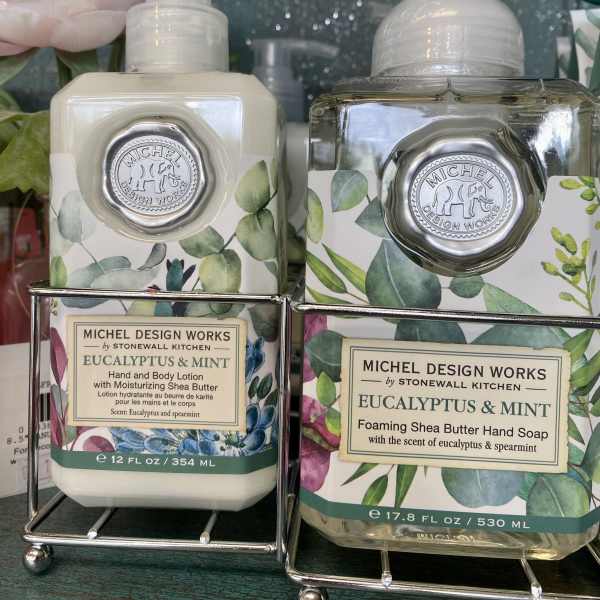 MICHEL
DESIGN WORKS
MICHEL DESIGN WORKS
by STONEWALL KITCHEN
EUCALYPTUS & MINT
Hand and Body Lotion
with Moisturizing Shea Butter
Lotion hydratante au beurre de karité
pour les mains et le corps
Scent: Eucalyptus and spearmint
℮ 12 FL OZ / 354 ML
MICHEL
DESIGN WORKS
MICHEL DESIGN WORKS
by STONEWALL KITCHEN
EUCALYPTUS & MINT
Foaming Shea Butter Hand Soap
with the scent of eucalyptus & spearmint
℮ 17.8 FL OZ / 530 ML